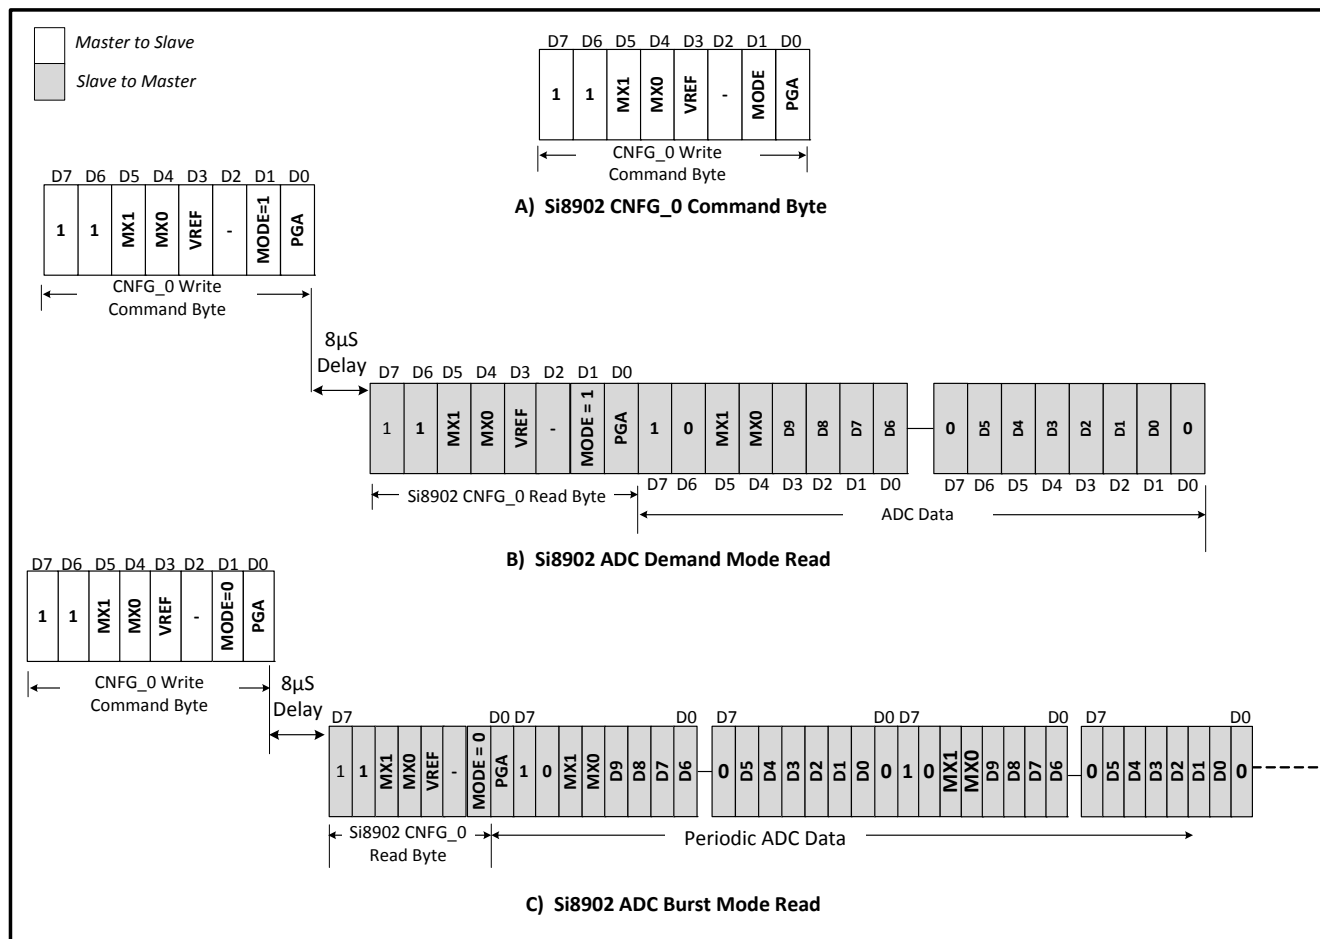 Master to Slave
Slave to Master
D7 D6 D5 D4 D3 D2 D1 D0
1 1 MX1 MX0 VREF - MODE PGA
CNFG_0 Write
Command Byte
A) Si8902 CNFG_0 Command Byte
D7 D6 D5 D4 D3 D2 D1 D0
1 1 MX1 MX0 VREF - MODE=1 PGA
CNFG_0 Write
Command Byte
8µS
Delay
D7 D6 D5 D4 D3 D2 D1 D0
1 1 MX1 MX0 VREF - MODE = 1 PGA 1 0 MX1 MX0 D9 D8 D7 D6 0 D5 D4 D3 D2 D1 D0 0
D7 D6 D5 D4 D3 D2 D1 D0 D7 D6 D5 D4 D3 D2 D1 D0
Si8902 CNFG_0 Read Byte
ADC Data
B) Si8902 ADC Demand Mode Read
D7 D6 D5 D4 D3 D2 D1 D0
1 1 MX1 MX0 VREF - MODE=0 PGA
CNFG_0 Write
Command Byte
8µS
Delay
D7 D0 D7 D0 D7 D0 D7 D0 D7 D0
1 1 MX1 MX0 VREF - MODE = 0 PGA 1 0 MX1 MX0 D9 D8 D7 D6 0 D5 D4 D3 D2 D1 D0 0 1 0 MX1 MX0 D9 D8 D7 D6 0 D5 D4 D3 D2 D1 D0 0
Si8902 CNFG_0
Read Byte
Periodic ADC Data
C) Si8902 ADC Burst Mode Read